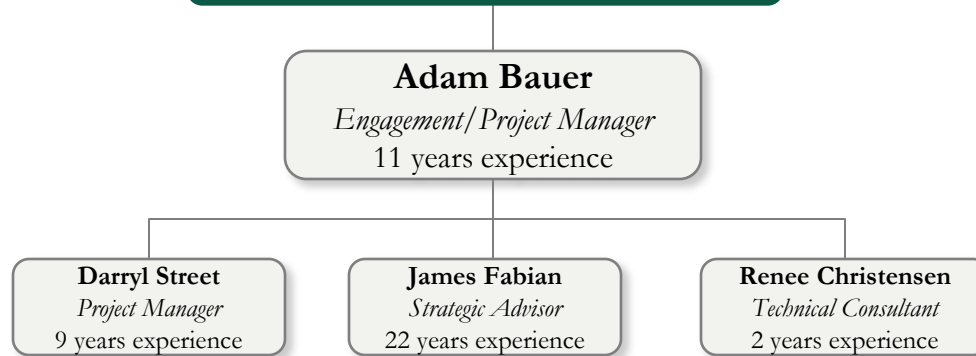 Adam Bauer
Engagement/Project Manager
11 years experience
Darryl Street
Project Manager
9 years experience
James Fabian
Strategic Advisor
22 years experience
Renee Christensen
Technical Consultant
2 years experience